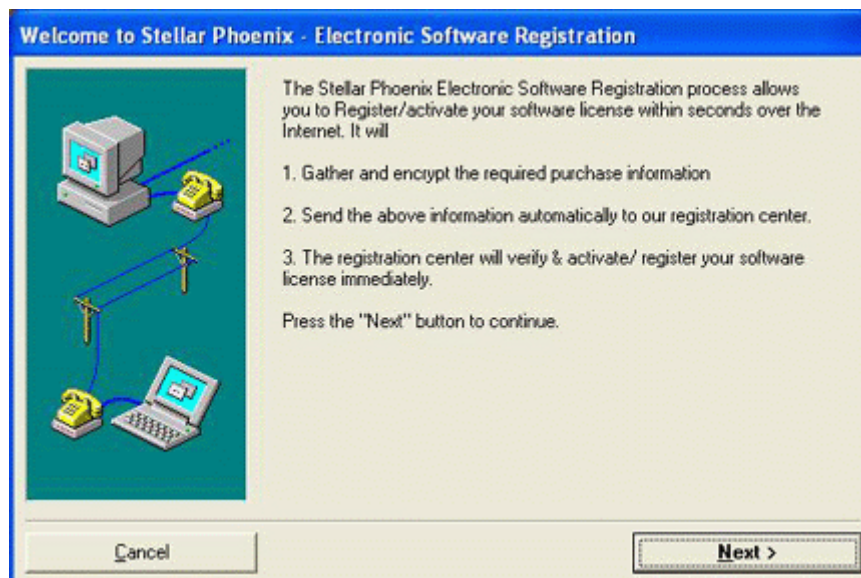 Welcome to Stellar Phoenix - Electronic Software Registration
The Stellar Phoenix Electronic Software Registration process allows
you to Register/activate your software license within seconds over the
Internet. It will
1. Gather and encrypt the required purchase information
2. Send the above information automatically to our registration center.
3. The registration center will verify & activate/ register your software
license immediately.
Press the "Next" button to continue.
Cancel
Next >